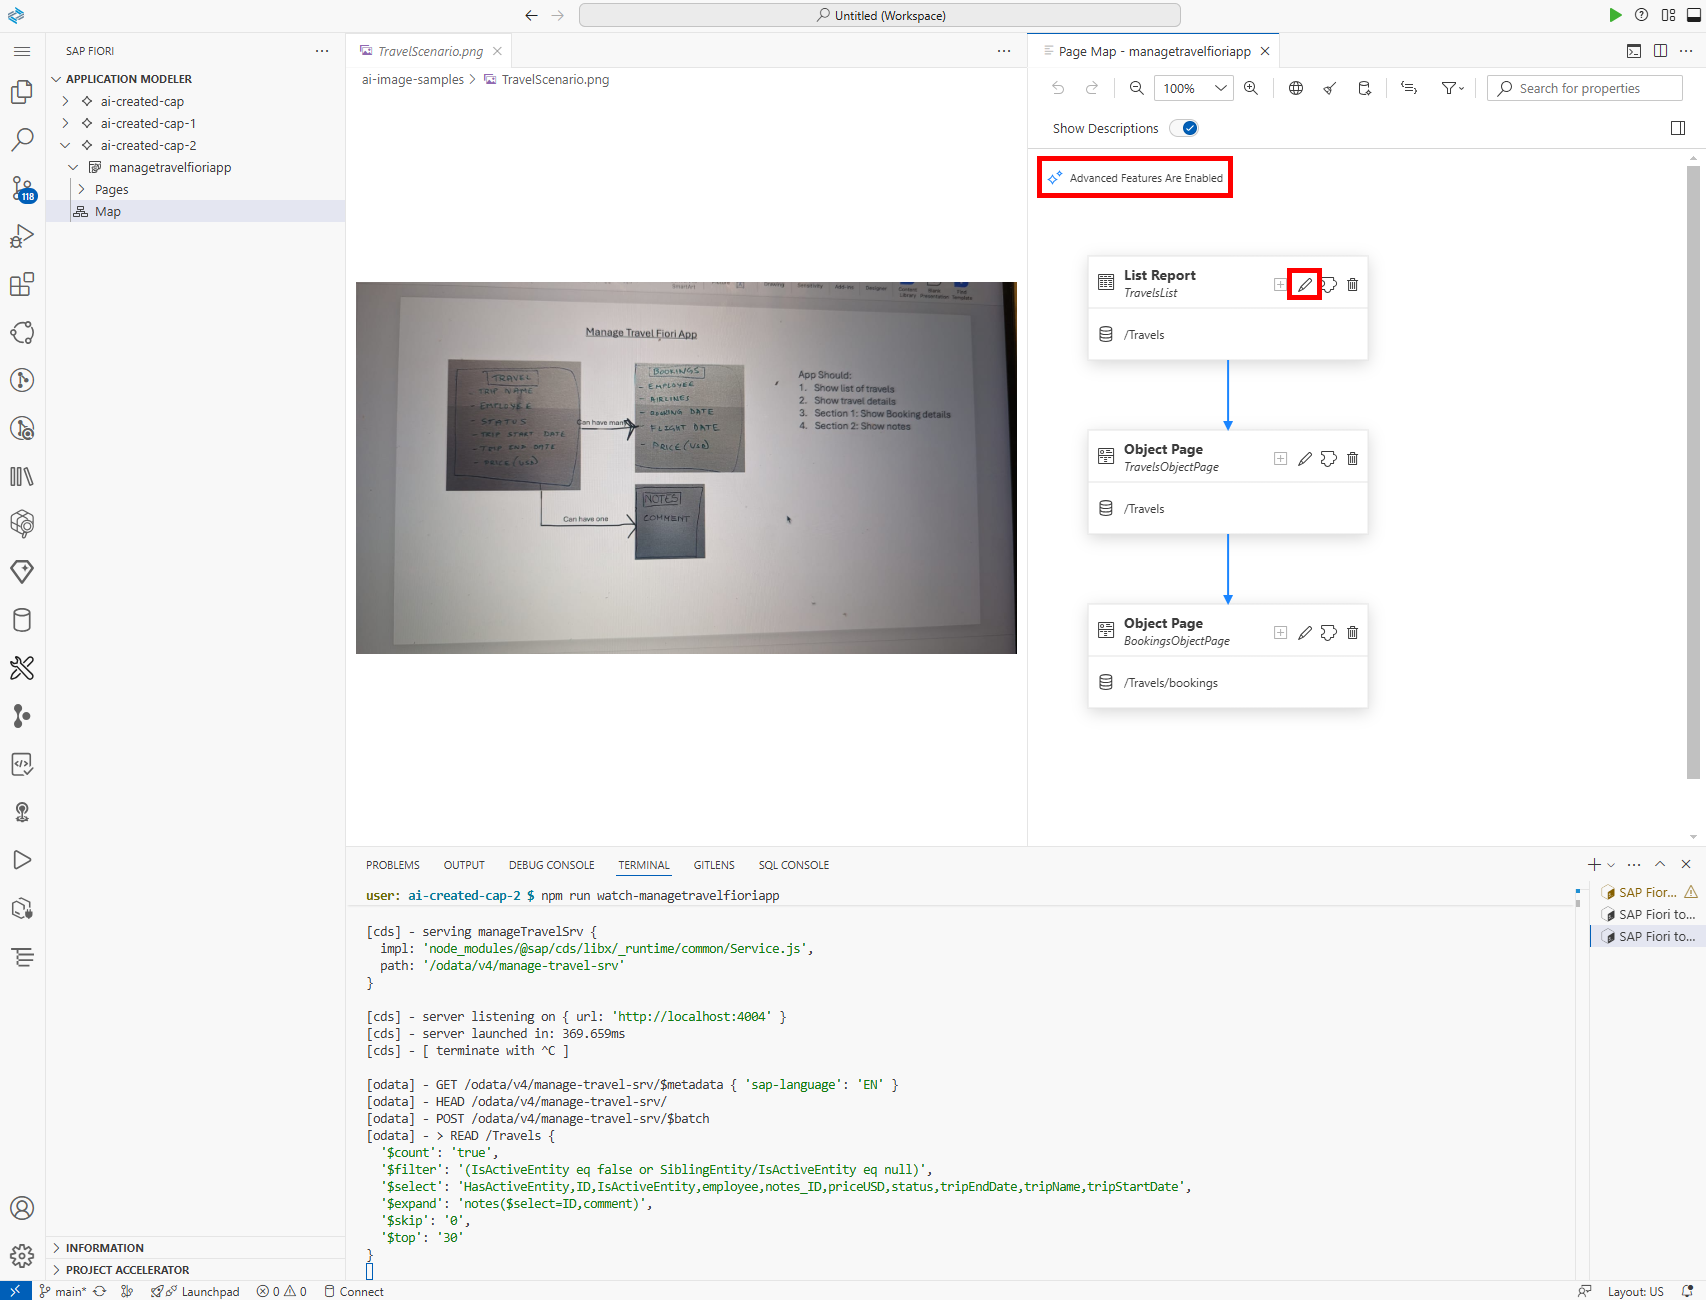 Untitled (Workspace)
SAP FIORI
APPLICATION MODELER
ai-created-cap
ai-created-cap-1
ai-created-cap-2
managetravelfioriapp
Pages
Map
118
TravelScenario.png
ai-image-samples > TravelScenario.png
Manage Travel Fiori App
TRAVEL
- TRIP NAME
- EMPLOYEE
- STATUS
- TRIP START DATE
- TRIP END DATE
- PRICE (USD)
Can have many
BOOKINGS
- EMPLOYEE
- AIRLINES
- BOOKING DATE
- FLIGHT DATE
- PRICE (USD)
Can have one
NOTES
COMMENT
App Should:
1. Show list of travels
2. Show travel details
3. Section 1: Show Booking details
4. Section 2: Show notes
Page Map - managetravelfioriapp
100%
Search for properties
Show Descriptions
Advanced Features Are Enabled
List Report
TravelsList
/Travels
Object Page
TravelsObjectPage
/Travels
Object Page
BookingsObjectPage
/Travels/bookings
PROBLEMS OUTPUT DEBUG CONSOLE TERMINAL GITLENS SQL CONSOLE
user: ai-created-cap-2 $ npm run watch-managetravelfioriapp
[cds] - serving manageTravelSrv {
impl: 'node_modules/@sap/cds/libx/_runtime/common/Service.js',
path: '/odata/v4/manage-travel-srv'
}
[cds] - server listening on { url: 'http://localhost:4004' }
[cds] - server launched in: 369.659ms
[cds] - [ terminate with ^C ]
[odata] - GET /odata/v4/manage-travel-srv/$metadata { 'sap-language': 'EN' }
[odata] - HEAD /odata/v4/manage-travel-srv/
[odata] - POST /odata/v4/manage-travel-srv/$batch
[odata] - > READ /Travels {
'$count': 'true',
'$filter': '(IsActiveEntity eq false or SiblingEntity/IsActiveEntity eq null)',
'$select': 'HasActiveEntity,ID,IsActiveEntity,employee,notes_ID,priceUSD,status,tripEndDate,tripName,tripStartDate',
'$expand': 'notes($select=ID,comment)',
'$skip': '0',
'$top': '30'
}
SAP Fior...
SAP Fiori to...
SAP Fiori to...
INFORMATION
PROJECT ACCELERATOR
main* Launchpad 0 0 Connect
Layout: US